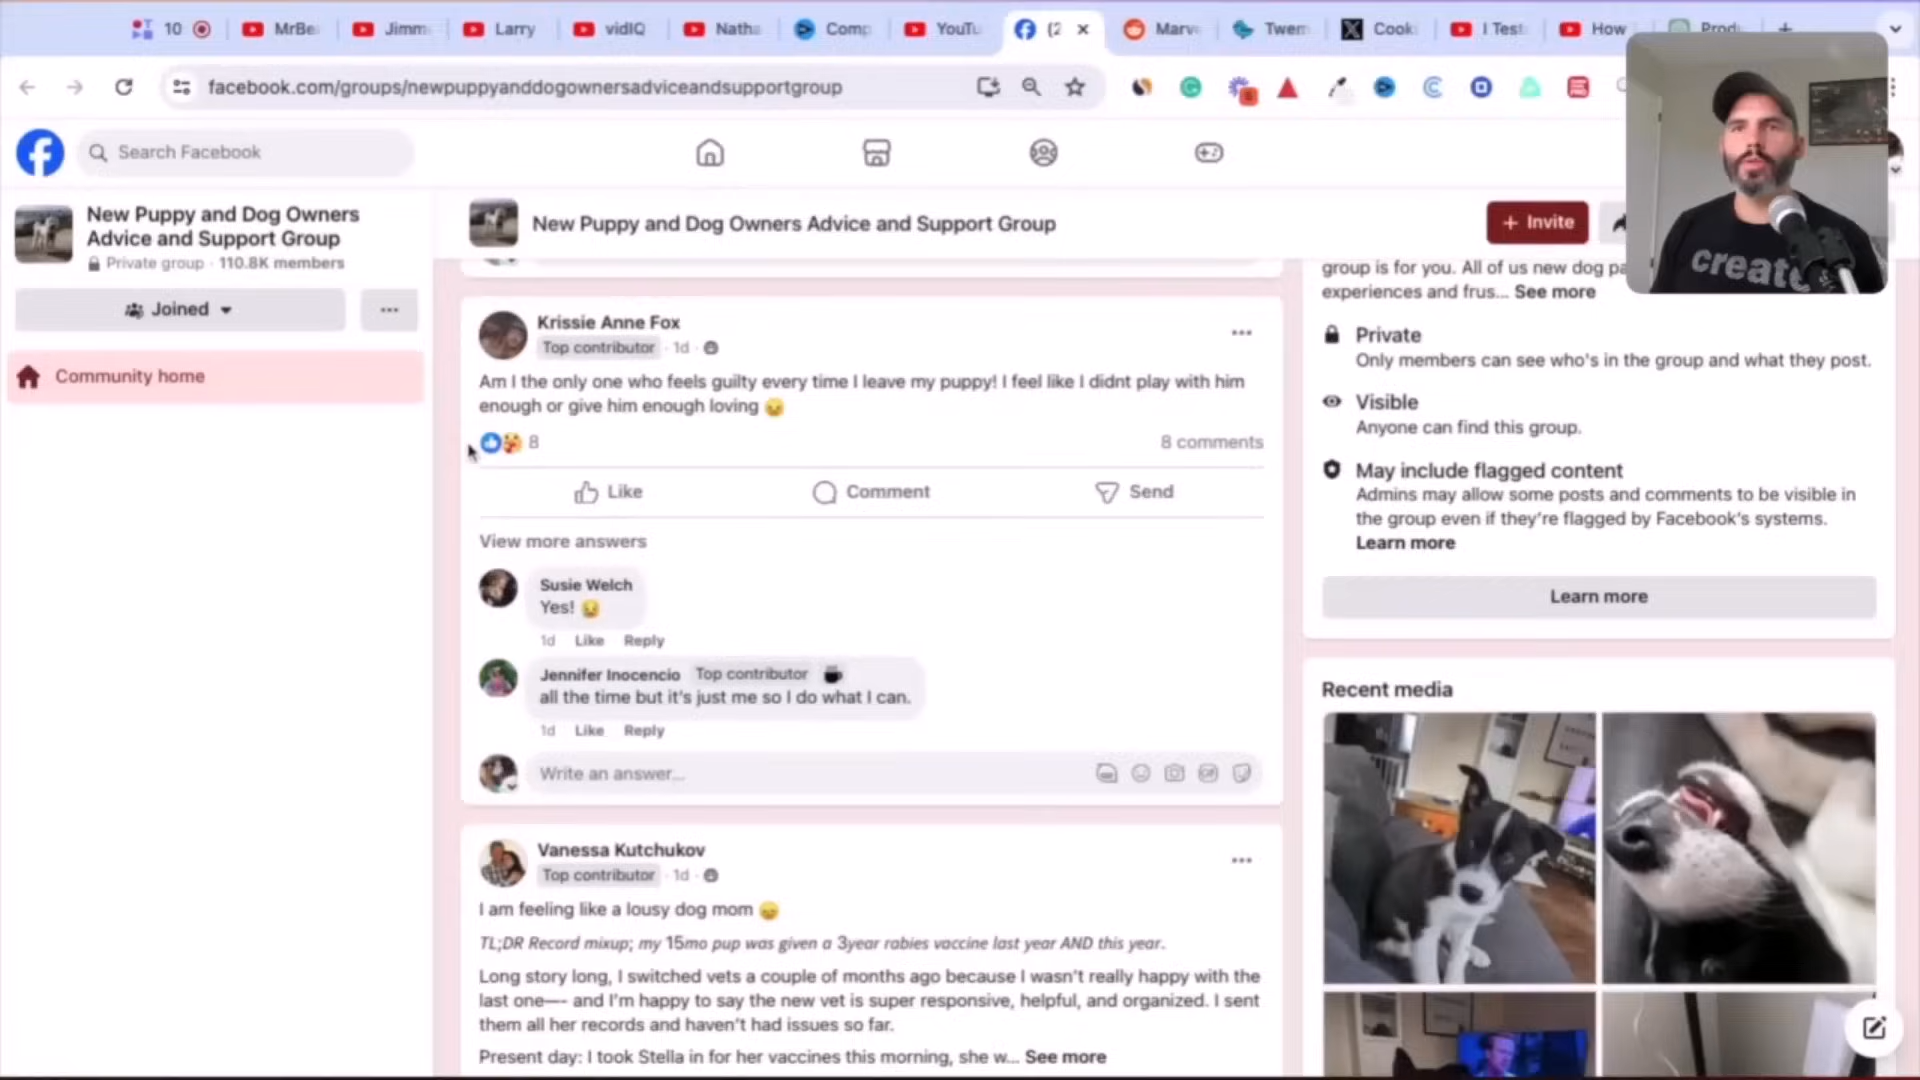 10
MrBe
Jimm
Larry
vidIQ
Natha
Comp
YouTu
(2
Marv
Twem
Cook
I Test
How
Prod
facebook.com/groups/newpuppyanddogownersadviceandsupportgroup
Search Facebook
New Puppy and Dog Owners
Advice and Support Group
Private group · 110.8K members
Joined
Community home
New Puppy and Dog Owners Advice and Support Group
+ Invite
Krissie Anne Fox
Top contributor · 1d ·
Am I the only one who feels guilty every time I leave my puppy! I feel like I didnt play with him
enough or give him enough loving 😅
8
8 comments
Like
Comment
Send
View more answers
Susie Welch
Yes! 😥
1d Like Reply
Jennifer Inocencio Top contributor
all the time but it's just me so I do what I can.
1d Like Reply
Write an answer...
Vanessa Kutchukov
Top contributor · 1d ·
I am feeling like a lousy dog mom 😞
TL;DR Record mixup; my 15mo pup was given a 3year rabies vaccine last year AND this year.
Long story long, I switched vets a couple of months ago because I wasn't really happy with the
last one—- and I'm happy to say the new vet is super responsive, helpful, and organized. I sent
them all her records and haven't had issues so far.
Present day: I took Stella in for her vaccines this morning, she w... See more
group is for you. All of us new dog pa
experiences and frus... See more
Private
Only members can see who's in the group and what they post.
Visible
Anyone can find this group.
May include flagged content
Admins may allow some posts and comments to be visible in
the group even if they're flagged by Facebook's systems.
Learn more
Learn more
Recent media
create